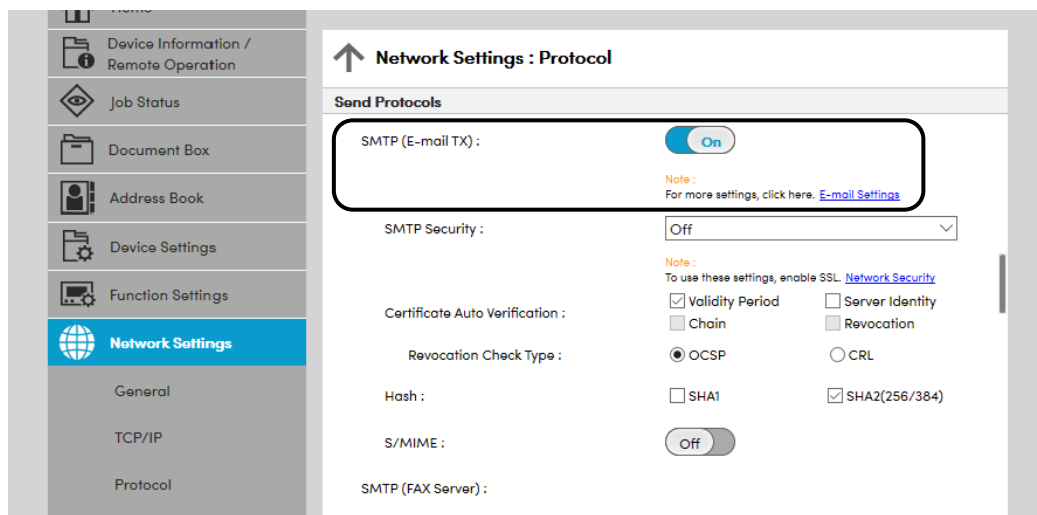 Home
Device Information /
Remote Operation
Job Status
Document Box
Address Book
Device Settings
Function Settings
Network Settings
General
TCP/IP
Protocol
Network Settings : Protocol
Send Protocols
SMTP (E-mail TX) :
On
Note :
For more settings, click here. E-mail Settings
SMTP Security :
Off
Note :
To use these settings, enable SSL. Network Security
Certificate Auto Verification :
Validity Period
Server Identity
Chain
Revocation
Revocation Check Type :
OCSP
CRL
Hash :
SHA1
SHA2(256/384)
S/MIME :
Off
SMTP (FAX Server) :